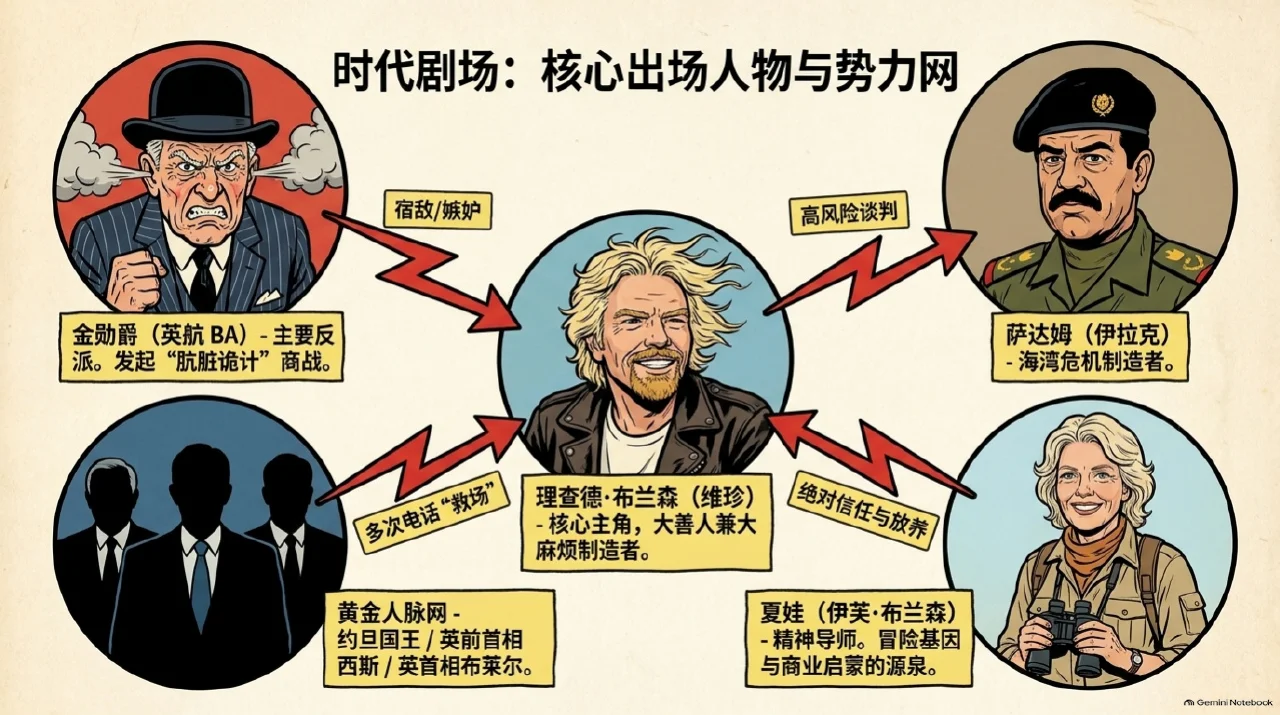 时代剧场：核心出场人物与势力网
宿敌/嫉妒
高风险谈判
金勋爵（英航 BA）- 主要反
派。发起“肮脏诡计”商战。
萨达姆（伊拉克）
- 海湾危机制造者。
多次电话“救场”
理查德·布兰森（维珍）
- 核心主角，大善人兼大
麻烦制造者。
绝对信任与放养
黄金人脉网 -
约旦国王 / 英前首相
西斯 / 英首相布莱尔。
夏娃（伊芙·布兰森）
- 精神导师。冒险基因
与商业启蒙的源泉。
Gemini Notebook